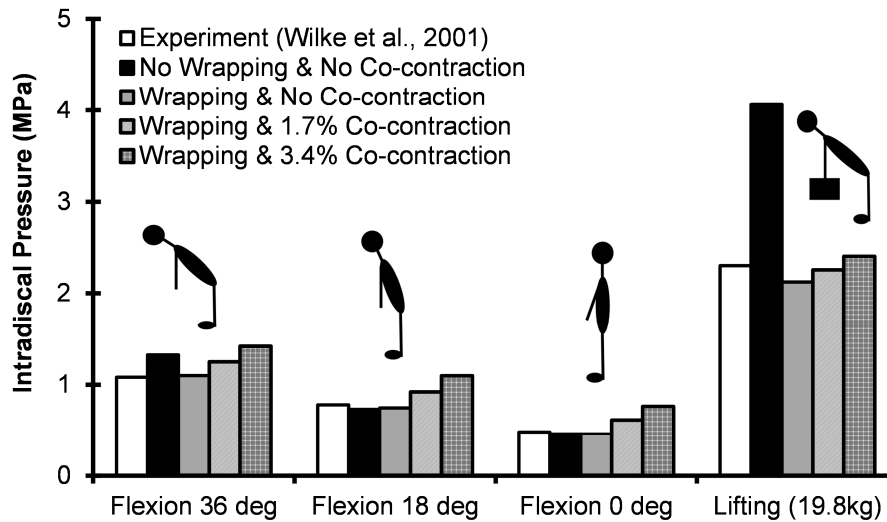 Intradiscal Pressure (MPa)
5
4
3
2
1
0
Experiment (Wilke et al., 2001)
No Wrapping & No Co-contraction
Wrapping & No Co-contraction
Wrapping & 1.7% Co-contraction
Wrapping & 3.4% Co-contraction
Flexion 36 deg
Flexion 18 deg
Flexion 0 deg
Lifting (19.8kg)